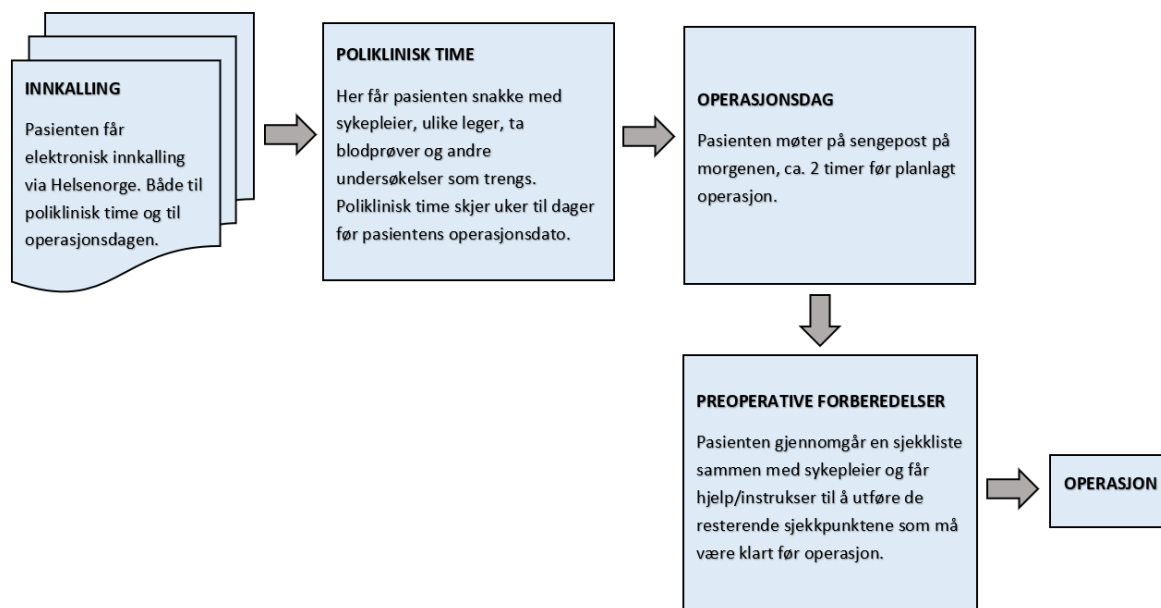 INNKALLING
Pasienten får
elektronisk innkalling
via Helsenorge. Både til
poliklinisk time og til
operasjonsdagen.
POLIKLINISK TIME
Her får pasienten snakke med
sykepleier, ulike leger, ta
blodprøver og andre
undersøkelser som trengs.
Poliklinisk time skjer uker til dager
før pasientens operasjonsdato.
OPERASJONSDAG
Pasienten møter på sengepost på
morgenen, ca. 2 timer før planlagt
operasjon.
PREOPERATIVE FORBEREDELSER
Pasienten gjennomgår en sjekkliste
sammen med sykepleier og får
hjelp/instrukser til å utføre de
resterende sjekkpunktene som må
være klart før operasjon.
OPERASJON